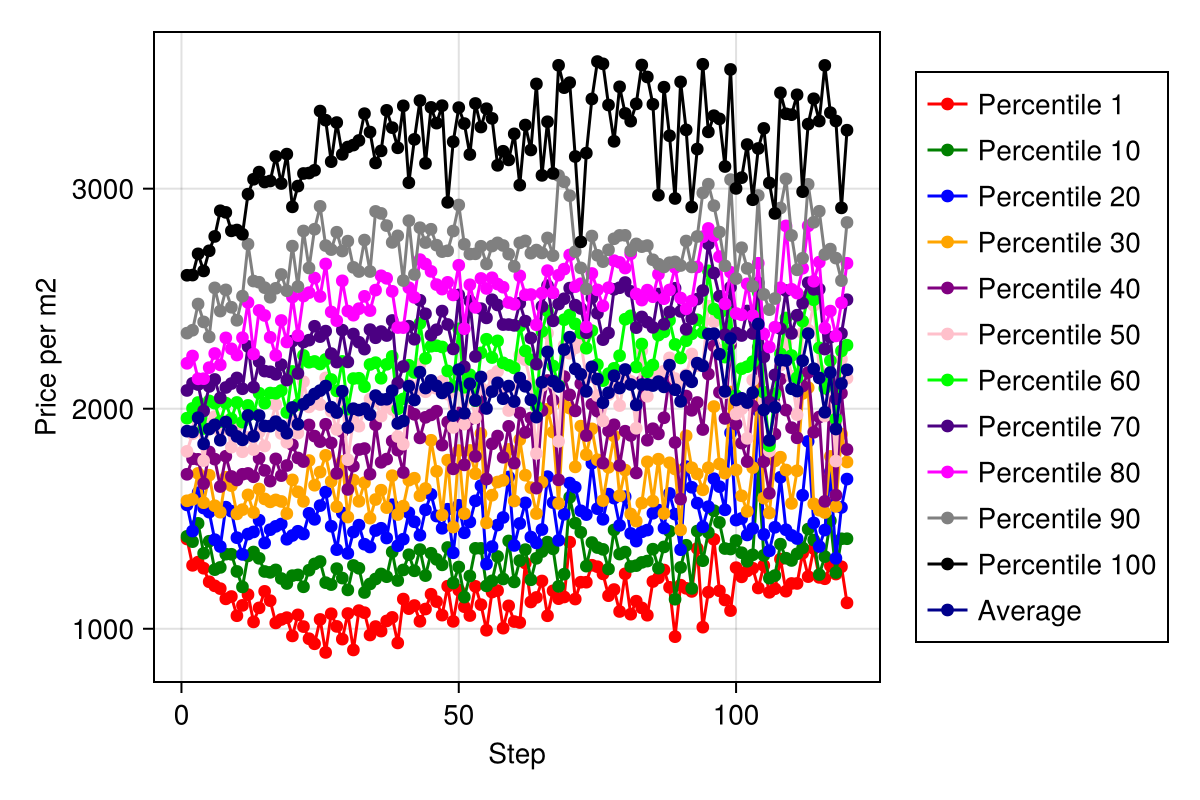 Price per m2
3000
2000
1000
0
50
100
Step
Percentile 1
Percentile 10
Percentile 20
Percentile 30
Percentile 40
Percentile 50
Percentile 60
Percentile 70
Percentile 80
Percentile 90
Percentile 100
Average